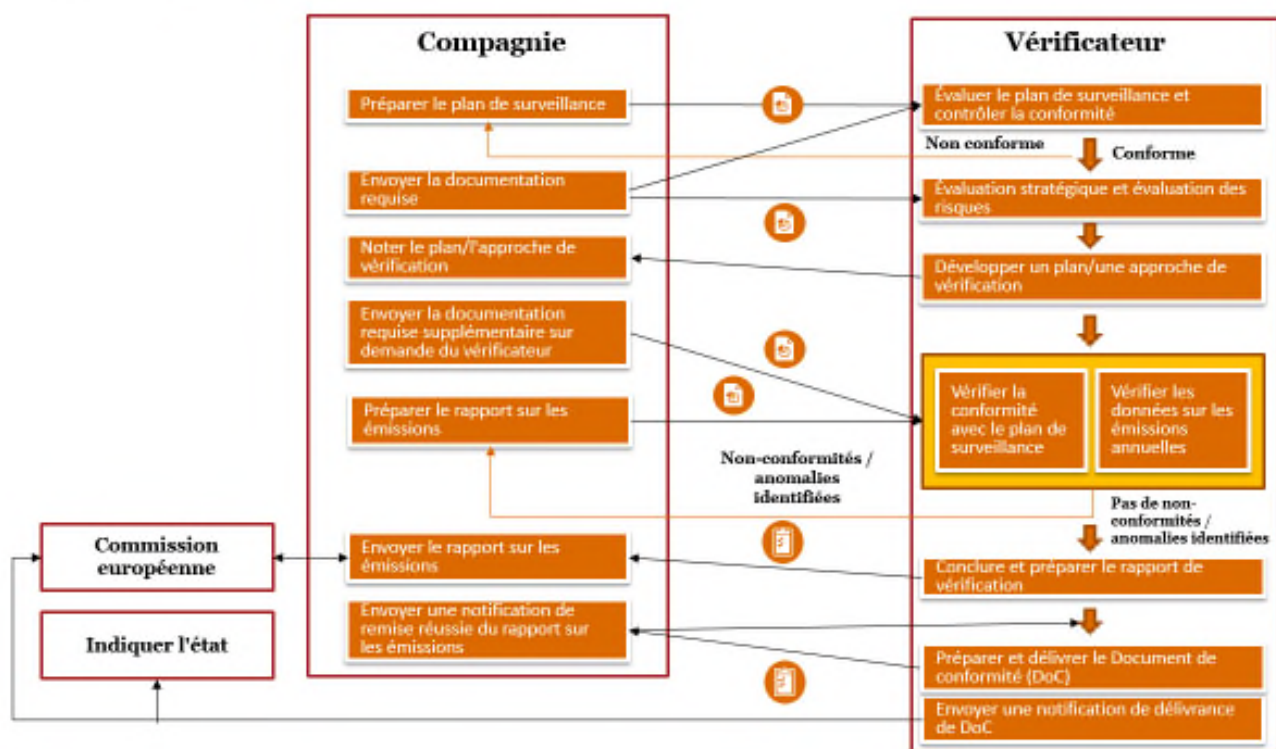 Compagnie
Préparer le plan de surveillance
Envoyer la documentation
requise
Noter le plan/l'approche de
vérification
Envoyer la documentation
requise supplémentaire sur
demande du vérificateur
Préparer le rapport sur les
émissions
Envoyer le rapport sur les
émissions
Envoyer une notification de
remise réussie du rapport sur
les émissions
Commission
européenne
Indiquer l'état
Non conforme
Conforme
Non-conformités /
anomalies
identifiées
Vérificateur
Évaluer le plan de surveillance et
contrôler la conformité
Évaluation stratégique et évaluation des
risques
Développer un plan/une approche de
vérification
Vérifier la
conformité
avec le plan de
surveillance
Vérifier les
données sur les
émissions
annuelles
Pas de non-
conformités /
anomalies identifiées
Conclure et préparer le rapport de
vérification
Préparer et délivrer le Document de
conformité (DoC)
Envoyer une notification de délivrance
de DoC